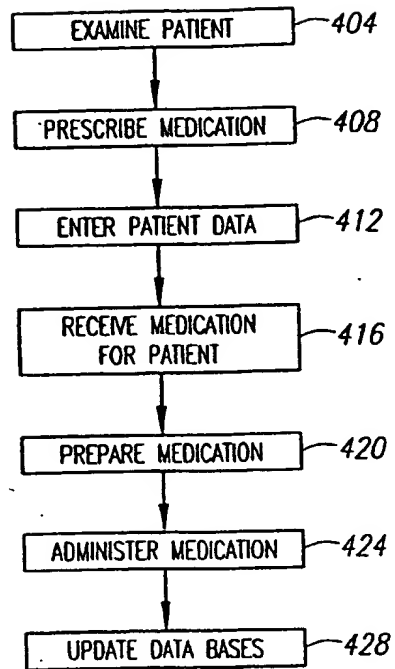 EXAMINE PATIENT 404
PRESCRIBE MEDICATION 408
ENTER PATIENT DATA 412
RECEIVE MEDICATION
FOR PATIENT 416
PREPARE MEDICATION 420
ADMINISTER MEDICATION 424
UPDATE DATA BASES 428